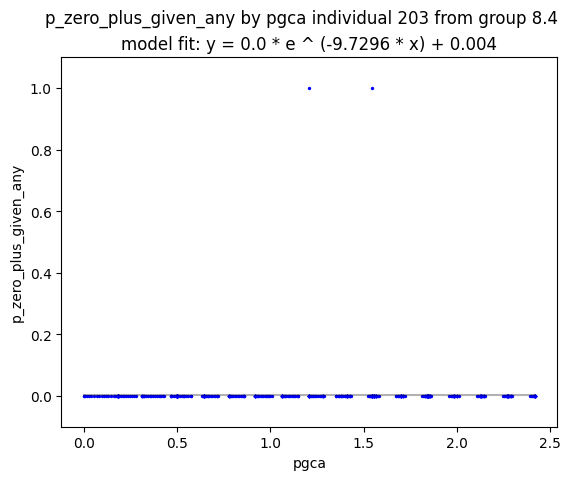 p_zero_plus_given_any by pgca individual 203 from group 8.4
model fit: y = 0.0 * e ^ (-9.7296 * x) + 0.004
p_zero_plus_given_any
1.0
0.8
0.6
0.4
0.2
0.0
0.0 0.5 1.0 1.5 2.0 2.5
pgca